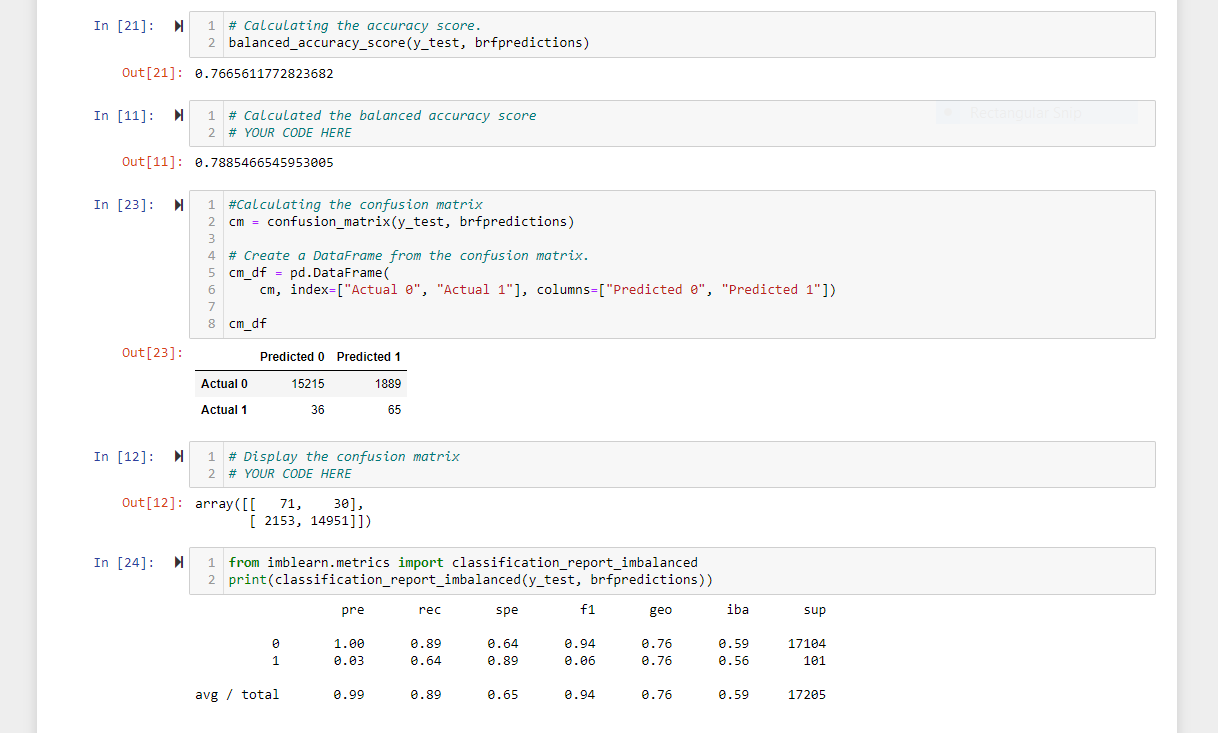 In [21]: 1 # Calculating the accuracy score.
2 balanced_accuracy_score(y_test, brfpredictions)
Out[21]: 0.7665611772823682
In [11]: 1 # Calculated the balanced accuracy score
Rectangular Snip
2 # YOUR CODE HERE
Out[11]: 0.7885466545953005
In [23]: 1 #Calculating the confusion matrix
2 cm = confusion_matrix(y_test, brfpredictions)
3
4 # Create a DataFrame from the confusion matrix.
5 cm_df = pd.DataFrame(
6 cm, index=["Actual 0", "Actual 1"], columns=["Predicted 0", "Predicted 1"])
7
8 cm_df
Out[23]:
Predicted 0 Predicted 1
Actual 0 15215 1889
Actual 1 36 65
In [12]: 1 # Display the confusion matrix
2 # YOUR CODE HERE
Out[12]: array([[ 71, 30],
[ 2153, 14951]])
In [24]: 1 from imblearn.metrics import classification_report_imbalanced
2 print(classification_report_imbalanced(y_test, brfpredictions))
pre rec spe f1 geo iba sup
0 1.00 0.89 0.64 0.94 0.76 0.59 17104
1 0.03 0.64 0.89 0.06 0.76 0.56 101
avg / total 0.99 0.89 0.65 0.94 0.76 0.59 17205